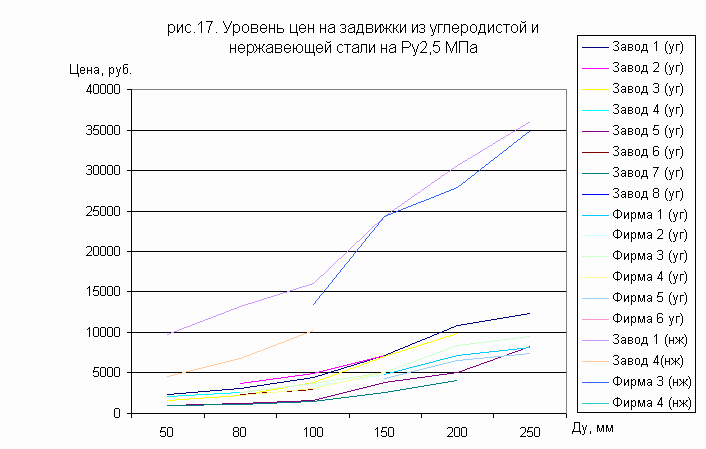 рис.17. Уровень цен на задвижки из углеродистой и
нержавеющей стали на Ру2,5 МПа
Цена, руб.
40000
35000
30000
25000
20000
15000
10000
5000
0
50 80 100 150 200 250
Ду, мм
Завод 1 (уг)
Завод 2 (уг)
Завод 3 (уг)
Завод 4 (уг)
Завод 5 (уг)
Завод 6 (уг)
Завод 7 (уг)
Завод 8 (уг)
Фирма 1 (уг)
Фирма 2 (уг)
Фирма 3 (уг)
Фирма 4 (уг)
Фирма 5 (уг)
Фирма 6 уг)
Завод 1 (нж)
Завод 4(нж)
Фирма 3 (нж)
Фирма 4 (нж)